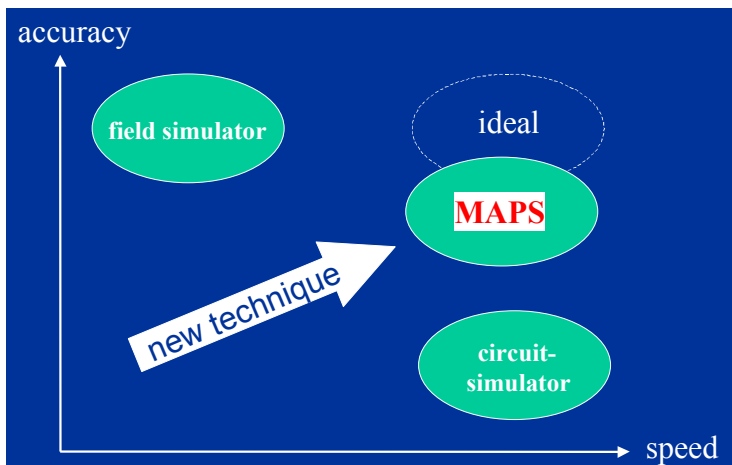 accuracy
field simulator
ideal
MAPS
new technique
circuit-
simulator
speed